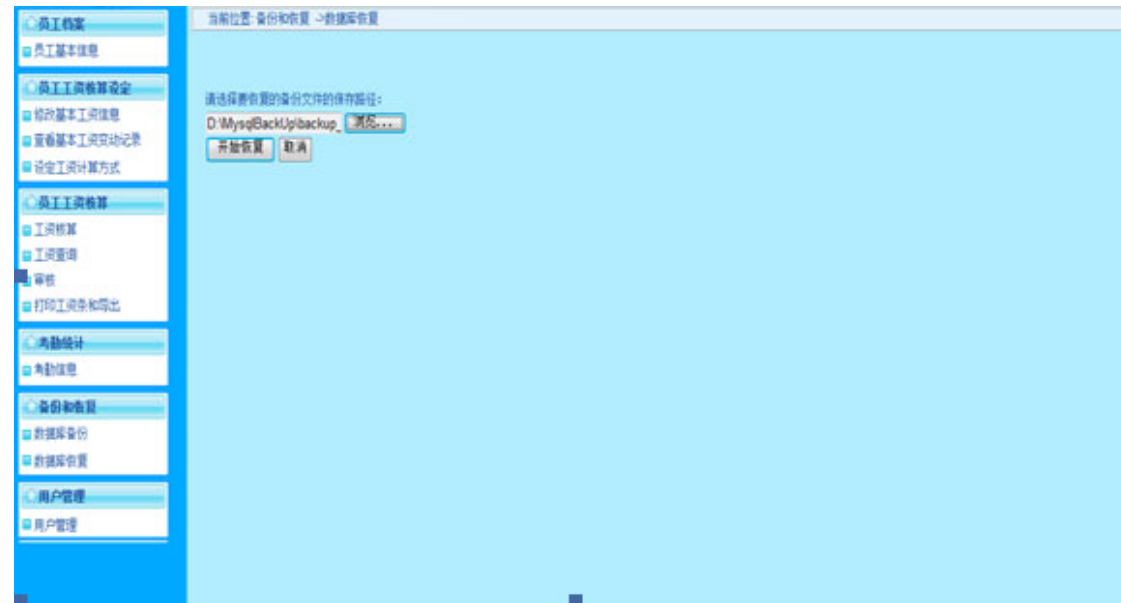 员工档案
员工基本信息
员工工资核算设定
修改基本工资信息
查看基本工资变动记录
设定工资计算方式
员工工资核算
工资核算
工资查询
审核
打印工资条和导出
考勤统计
考勤信息
备份和恢复
数据库备份
数据库恢复
用户管理
用户管理
当前位置:备份和恢复 ->数据库恢复
请选择要恢复的备份文件的保存路径:
D:\MysqlBackUp\backup_ 浏览...
开始恢复 取消